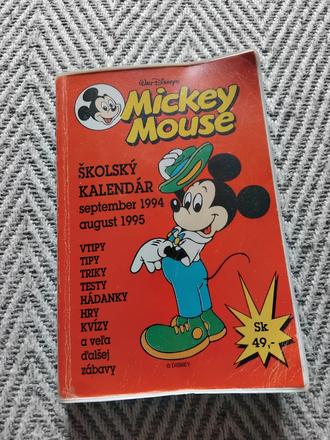 Walt Disney's
Mickey
Mouse
ŠKOLSKÝ
KALENDÁR
september 1994
august 1995
VTIPY
TIPY
TRIKY
TESTY
HÁDANKY
HRY
KVÍZY
a veľa
ďalšej
zábavy
Sk
49,-
© DISNEY